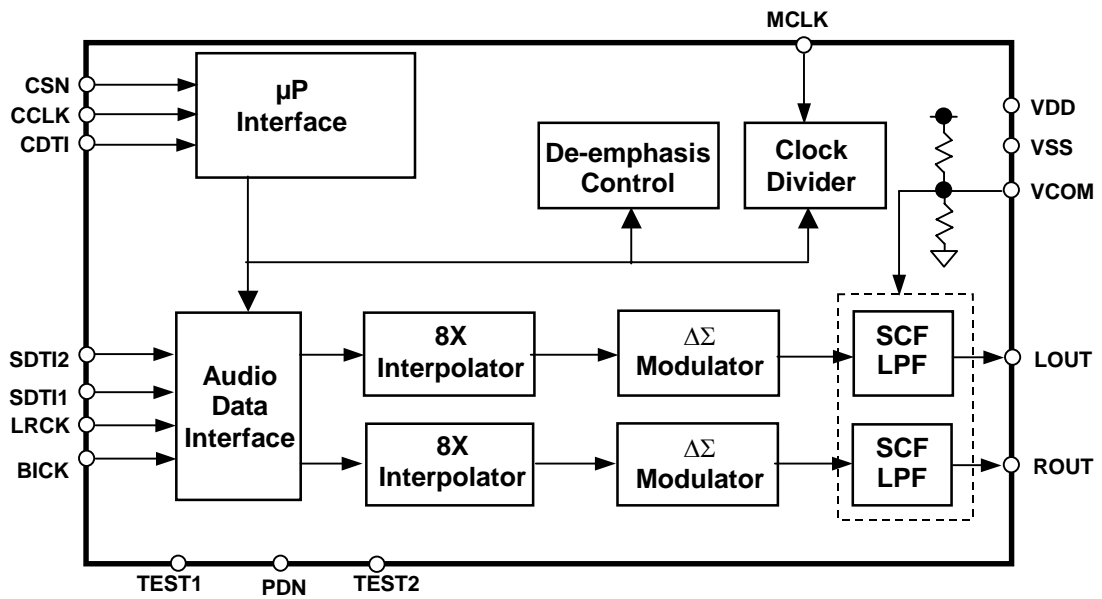 MCLK
CSN
CCLK
CDTI
µP
Interface
De-emphasis
Control
Clock
Divider
VDD
VSS
VCOM
SDTI2
SDTI1
LRCK
BICK
Audio
Data
Interface
8X
Interpolator
ΔΣ
Modulator
SCF
LPF
LOUT
8X
Interpolator
ΔΣ
Modulator
SCF
LPF
ROUT
TEST1
PDN
TEST2